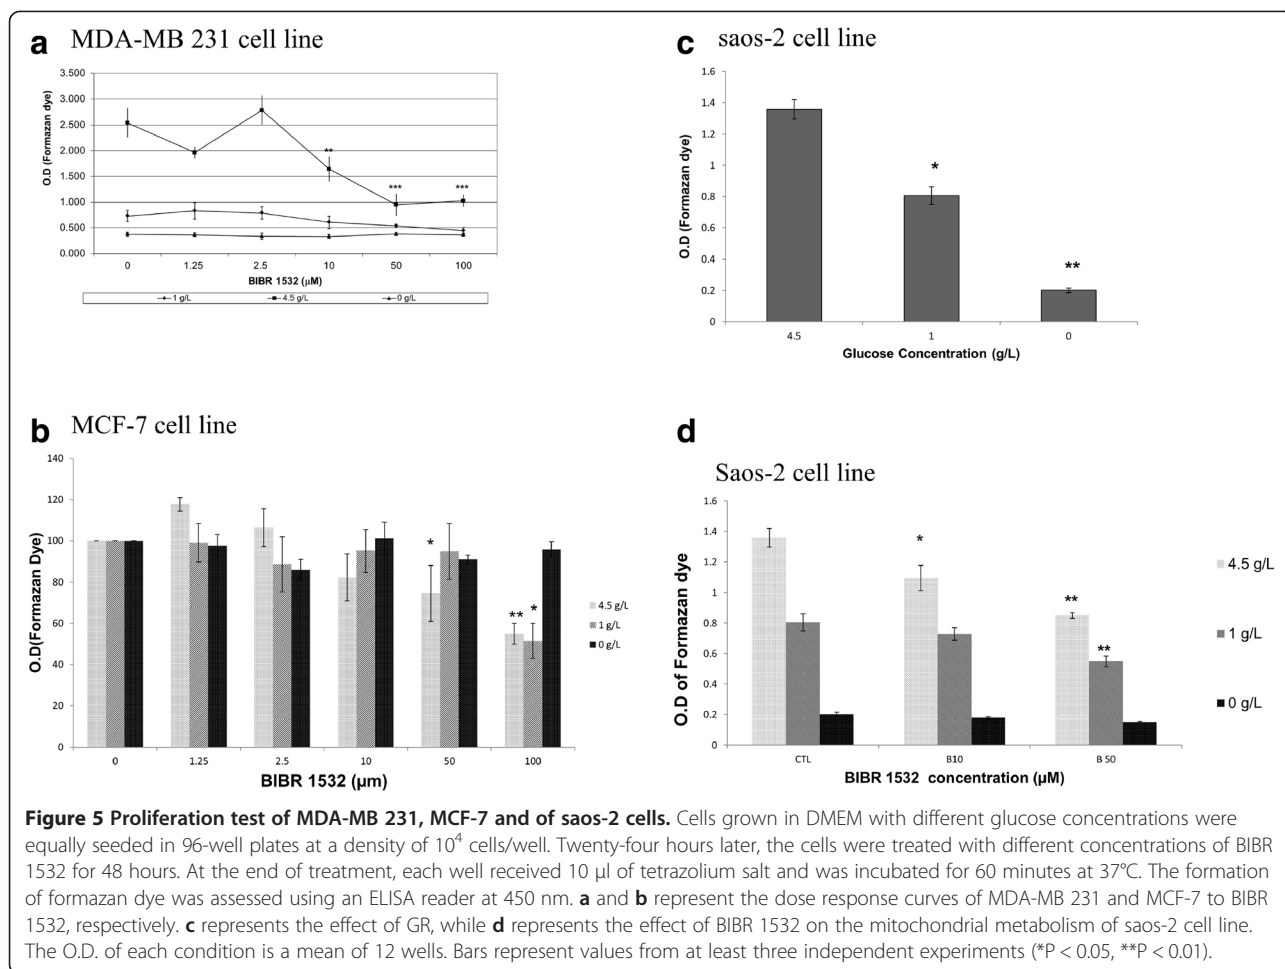 a MDA-MB 231 cell line
3.500
3.000
2.500
2.000
1.500
1.000
0.500
0.000
O.D (Formazan dye)
**
***
***
0 1.25 2.5 10 50 100
BIBR 1532 (µM)
1 g/L 4.5 g/L 0 g/L
c saos-2 cell line
1.6
1.4
1.2
1
0.8
0.6
0.4
0.2
0
O.D (Formazan dye)
*
**
4.5 1 0
Glucose Concentration (g/L)
b MCF-7 cell line
140
120
100
80
60
40
20
0
O.D(Formazan Dye)
*
** *
0 1.25 2.5 10 50 100
BIBR 1532 (µm)
4.5 g/L
1 g/L
0 g/L
d
Saos-2 cell line
1.6
1.4
1.2
1
0.8
0.6
0.4
0.2
0
O.D of Formazan dye
*
**
**
CTL B10 B 50
BIBR 1532 concentration (µM)
4.5 g/L
1 g/L
0 g/L
Figure 5 Proliferation test of MDA-MB 231, MCF-7 and of saos-2 cells. Cells grown in DMEM with different glucose concentrations were
equally seeded in 96-well plates at a density of 10⁴ cells/well. Twenty-four hours later, the cells were treated with different concentrations of BIBR
1532 for 48 hours. At the end of treatment, each well received 10 µl of tetrazolium salt and was incubated for 60 minutes at 37°C. The formation
of formazan dye was assessed using an ELISA reader at 450 nm. a and b represent the dose response curves of MDA-MB 231 and MCF-7 to BIBR
1532, respectively. c represents the effect of GR, while d represents the effect of BIBR 1532 on the mitochondrial metabolism of saos-2 cell line.
The O.D. of each condition is a mean of 12 wells. Bars represent values from at least three independent experiments (*P < 0.05, **P < 0.01).